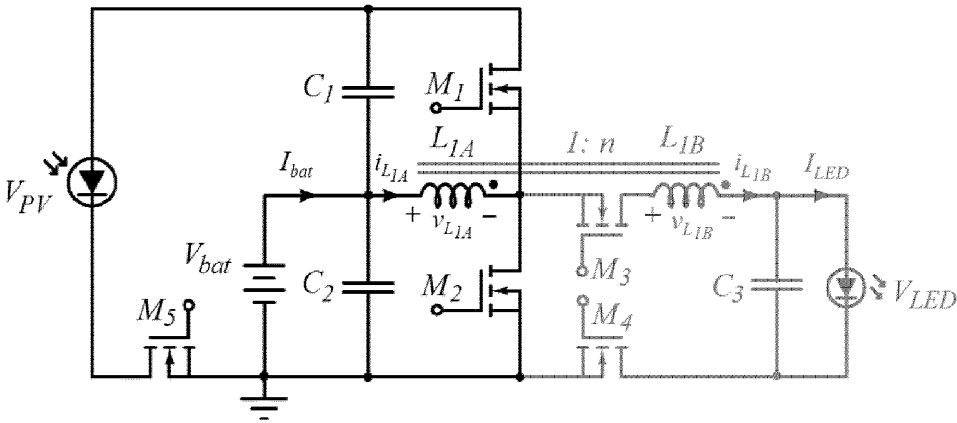 C1
M1
L1A
1: n
L1B
Ibat
iL1A
iL1B
ILED
VPV
+ vL1A −
+ vL1B −
Vbat
C2
M2
M3
C3
VLED
M5
M4